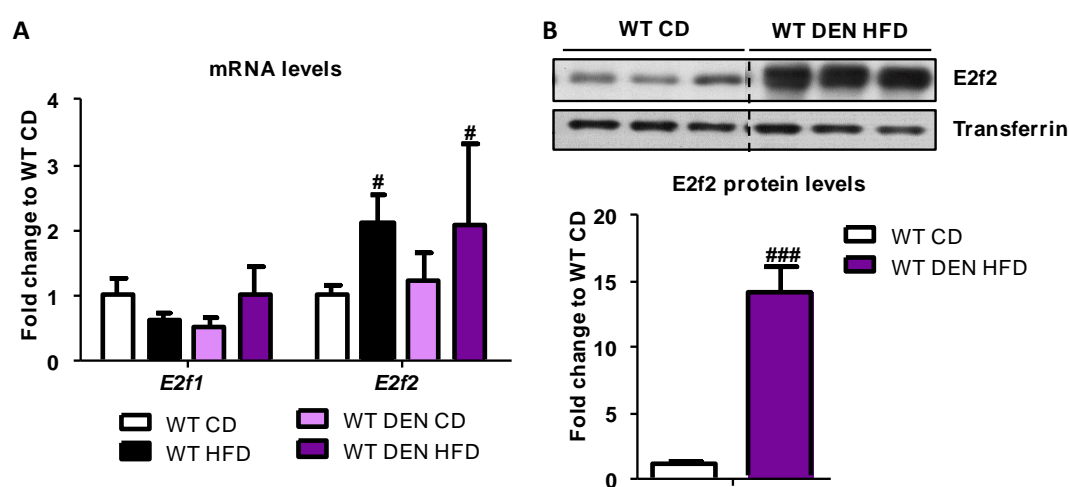 A
mRNA levels
Fold change to WT CD
4
3
2
1
0
#
#
E2f1
E2f2
WT CD
WT HFD
WT DEN CD
WT DEN HFD
B
WT CD
WT DEN HFD
E2f2
Transferrin
E2f2 protein levels
Fold change to WT CD
20
15
10
5
0
###
WT CD
WT DEN HFD